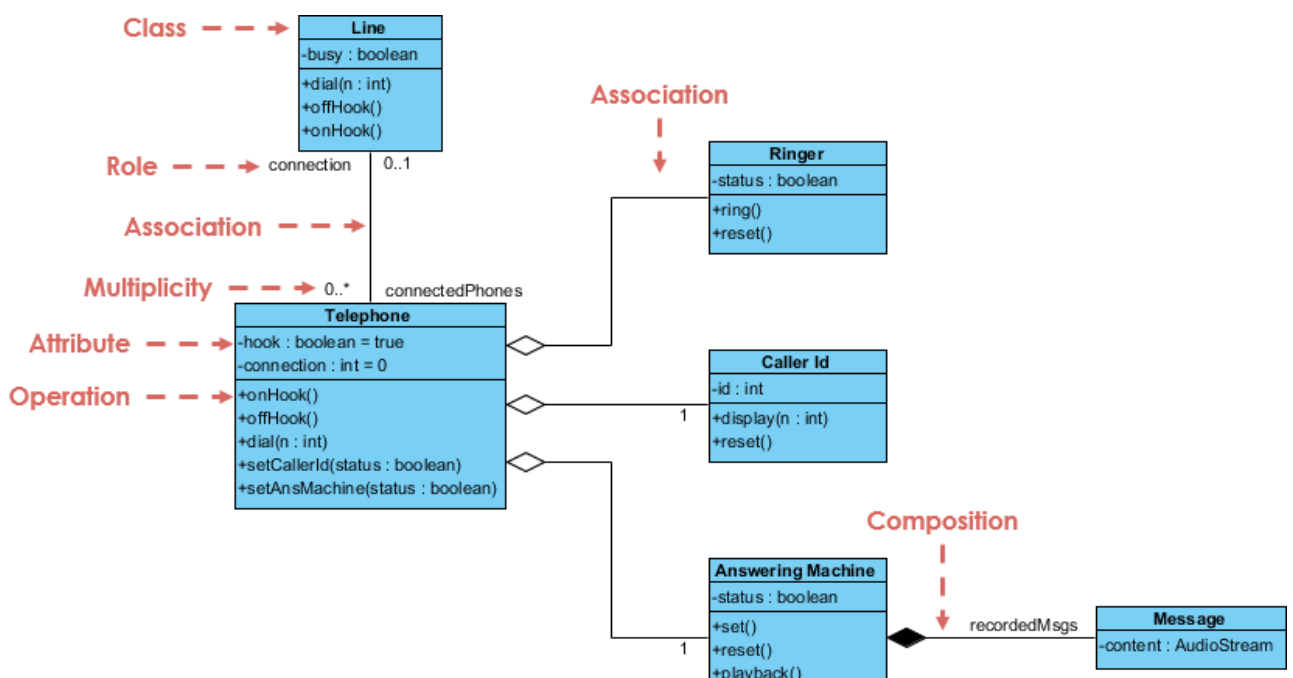 Class
Line
-busy : boolean
+dial(n : int)
+offHook()
+onHook()
Role
connection
0..1
Association
Multiplicity
0..*
connectedPhones
Attribute
Operation
Telephone
-hook : boolean = true
-connection : int = 0
+onHook()
+offHook()
+dial(n : int)
+setCallerId(status : boolean)
+setAnsMachine(status : boolean)
Association
Ringer
-status : boolean
+ring()
+reset()
Caller Id
-id : int
+display(n : int)
+reset()
1
Answering Machine
-status : boolean
+set()
+reset()
+playback()
1
Composition
recordedMsgs
Message
-content : AudioStream